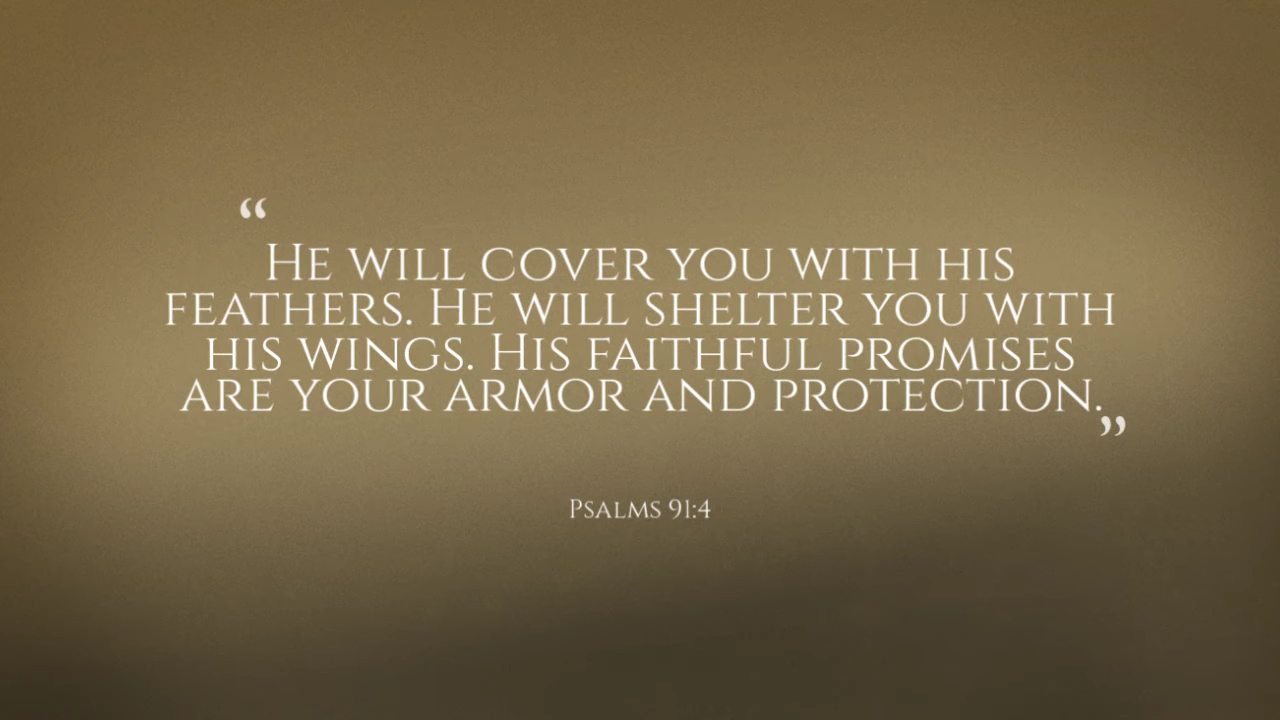 “
He will cover you with his
feathers. He will shelter you with
his wings. His faithful promises
are your armor and protection.
”
Psalms 91:4